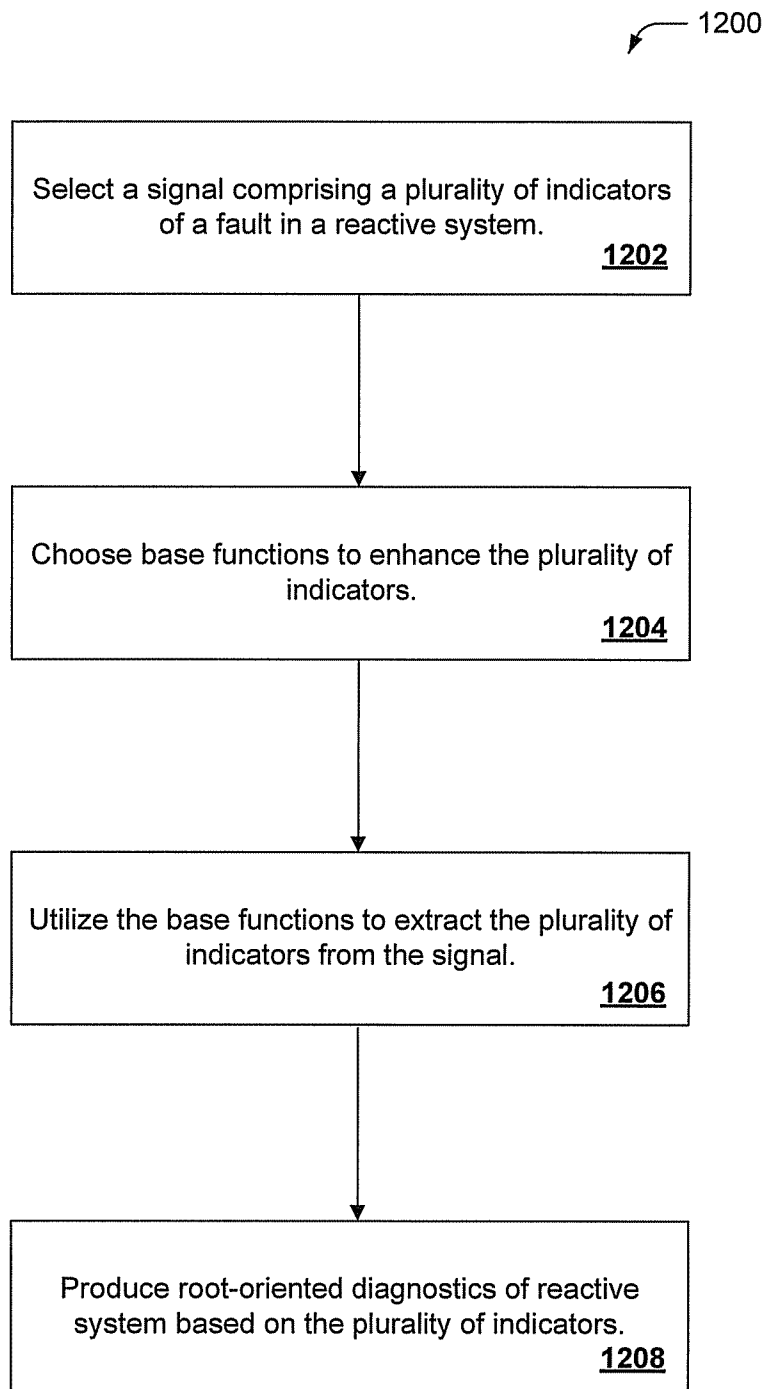 1200
Select a signal comprising a plurality of indicators
of a fault in a reactive system.
1202
Choose base functions to enhance the plurality of
indicators.
1204
Utilize the base functions to extract the plurality of
indicators from the signal.
1206
Produce root-oriented diagnostics of reactive
system based on the plurality of indicators.
1208